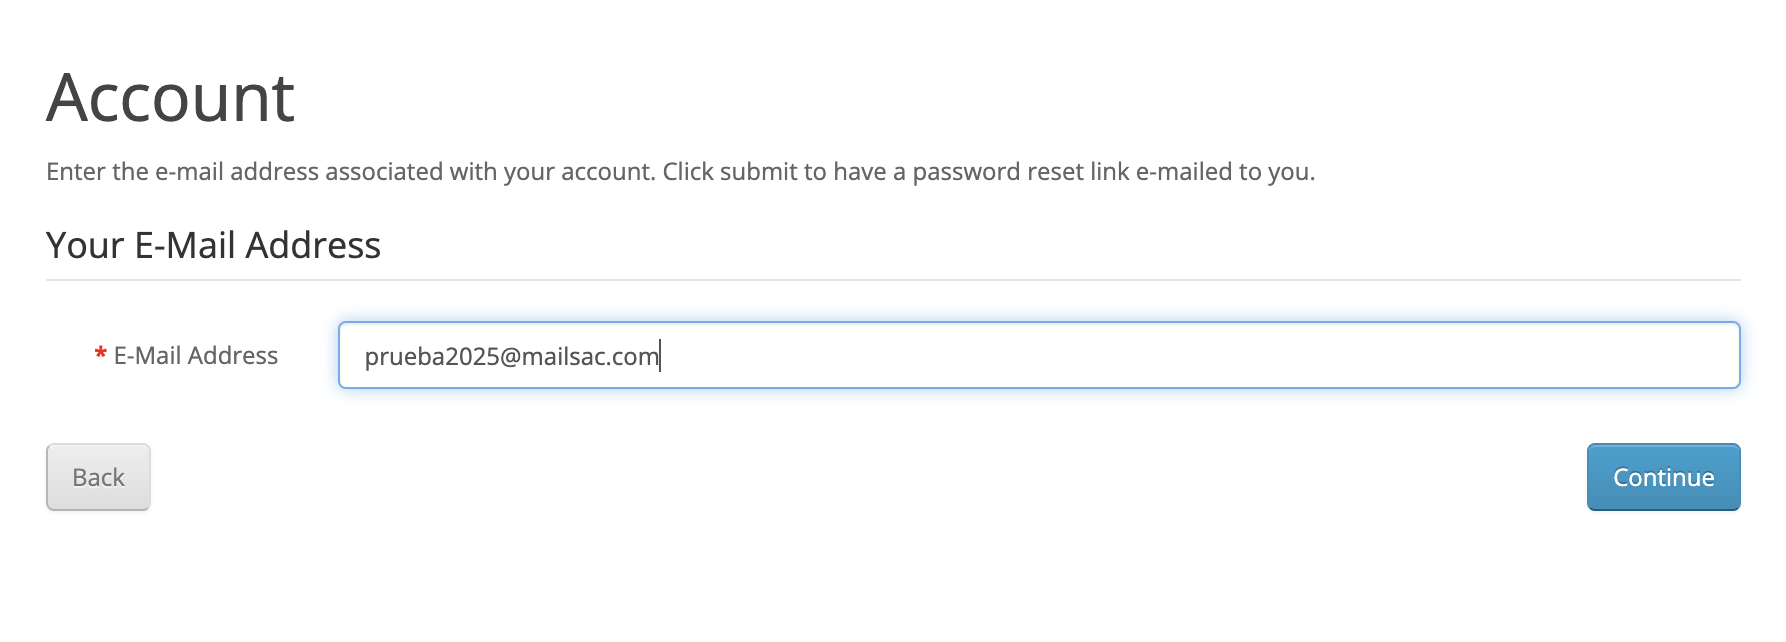 Account
Enter the e-mail address associated with your account. Click submit to have a password reset link e-mailed to you.
Your E-Mail Address
* E-Mail Address
prueba2025@mailsac.com
Back
Continue